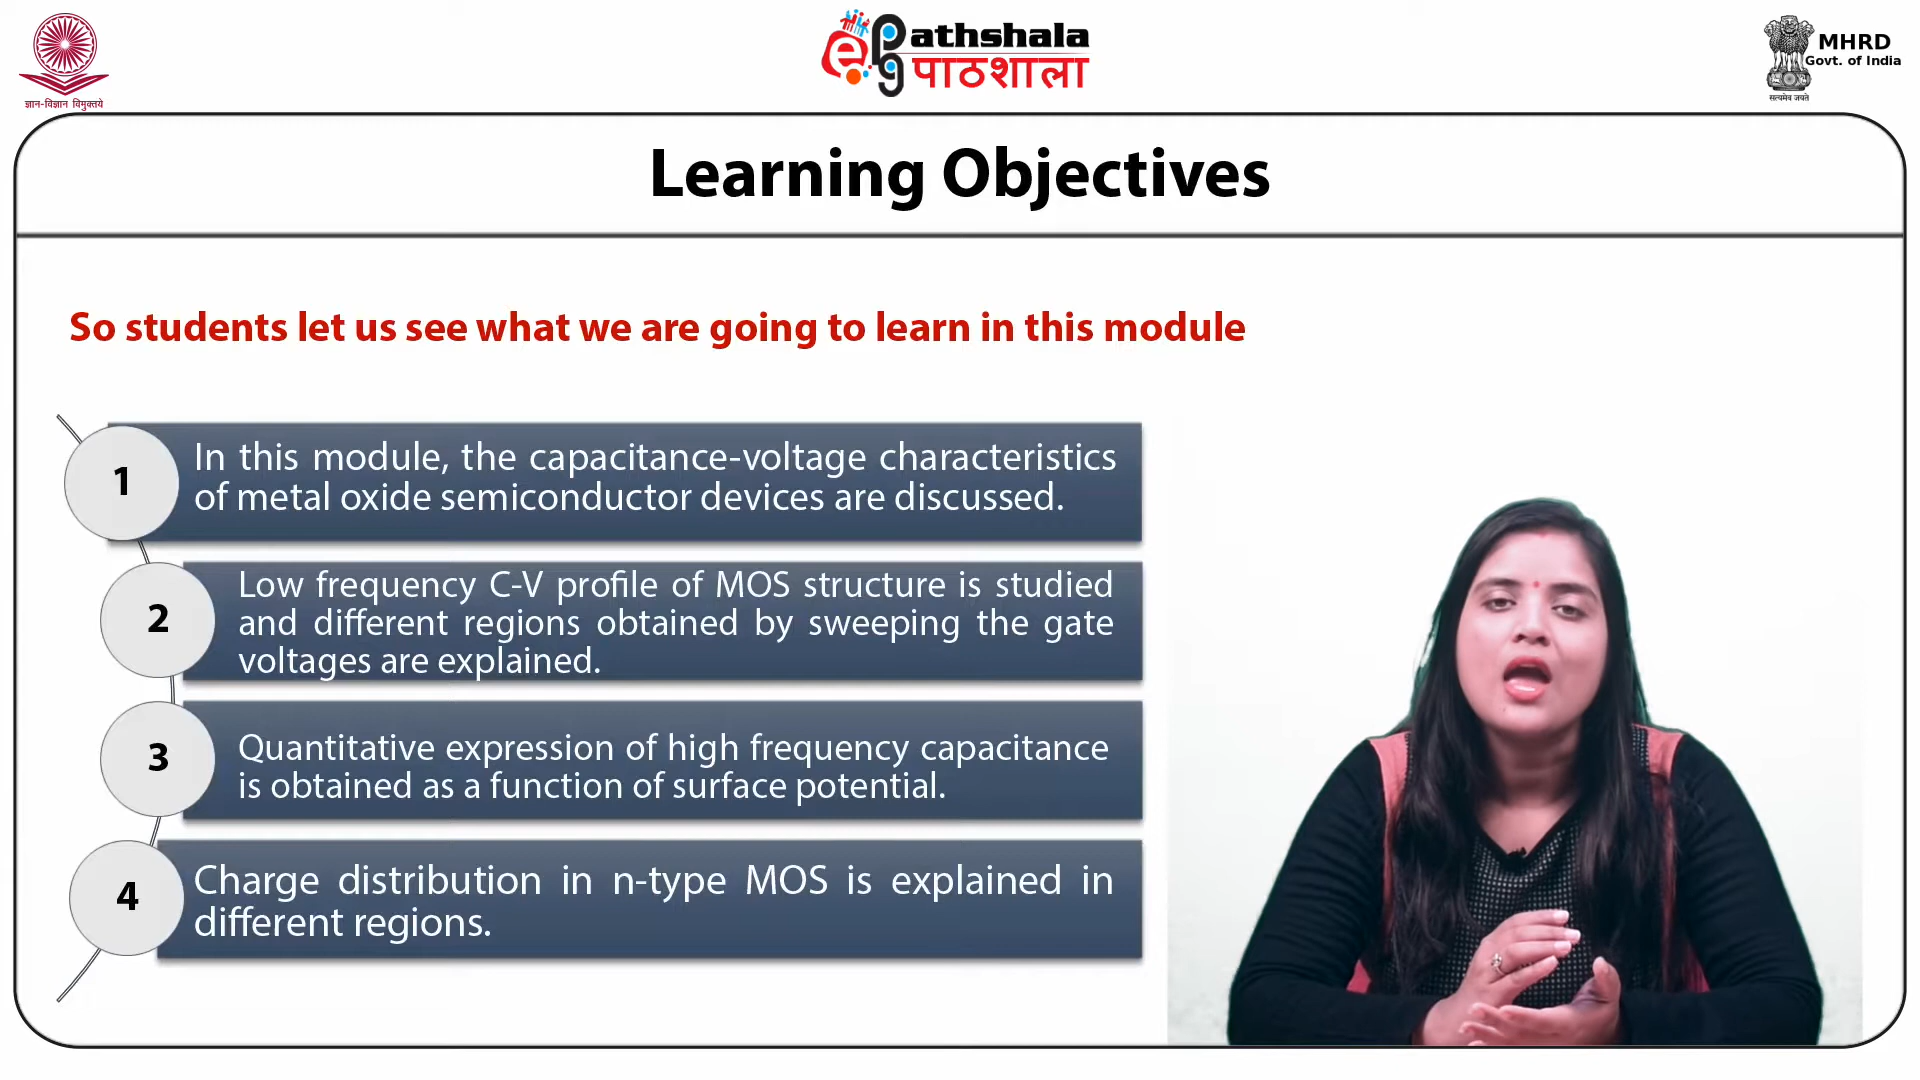 ज्ञान-विज्ञान विमुक्तये
ePathshala
पाठशाला
MHRD
Govt. of India
सत्यमेव जयते
Learning Objectives
So students let us see what we are going to learn in this module
1
In this module, the capacitance-voltage characteristics
of metal oxide semiconductor devices are discussed.
2
Low frequency C-V profile of MOS structure is studied
and different regions obtained by sweeping the gate
voltages are explained.
3
Quantitative expression of high frequency capacitance
is obtained as a function of surface potential.
4
Charge distribution in n-type MOS is explained in
different regions.